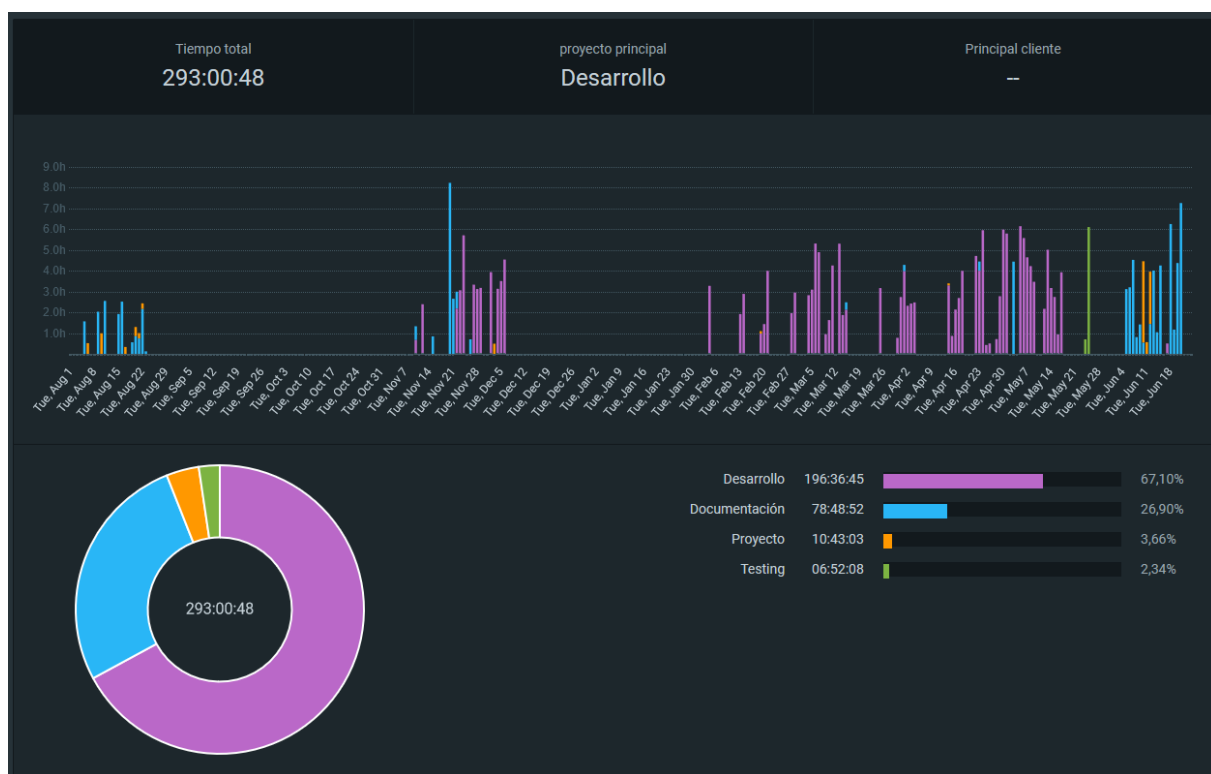 Tiempo total
293:00:48
proyecto principal
Desarrollo
Principal cliente
--
9.0h
8.0h
7.0h
6.0h
5.0h
4.0h
3.0h
2.0h
1.0h
Tue, Aug 1
Tue, Aug 8
Tue, Aug 15
Tue, Aug 22
Tue, Aug 29
Tue, Sep 5
Tue, Sep 12
Tue, Sep 19
Tue, Sep 26
Tue, Oct 3
Tue, Oct 10
Tue, Oct 17
Tue, Oct 24
Tue, Oct 31
Tue, Nov 7
Tue, Nov 14
Tue, Nov 21
Tue, Nov 28
Tue, Dec 5
Tue, Dec 12
Tue, Dec 19
Tue, Dec 26
Tue, Jan 2
Tue, Jan 9
Tue, Jan 16
Tue, Jan 23
Tue, Jan 30
Tue, Feb 6
Tue, Feb 13
Tue, Feb 20
Tue, Feb 27
Tue, Mar 5
Tue, Mar 12
Tue, Mar 19
Tue, Mar 26
Tue, Apr 2
Tue, Apr 9
Tue, Apr 16
Tue, Apr 23
Tue, Apr 30
Tue, May 7
Tue, May 14
Tue, May 21
Tue, May 28
Tue, Jun 4
Tue, Jun 11
Tue, Jun 18
293:00:48
Desarrollo 196:36:45 67,10%
Documentación 78:48:52 26,90%
Proyecto 10:43:03 3,66%
Testing 06:52:08 2,34%